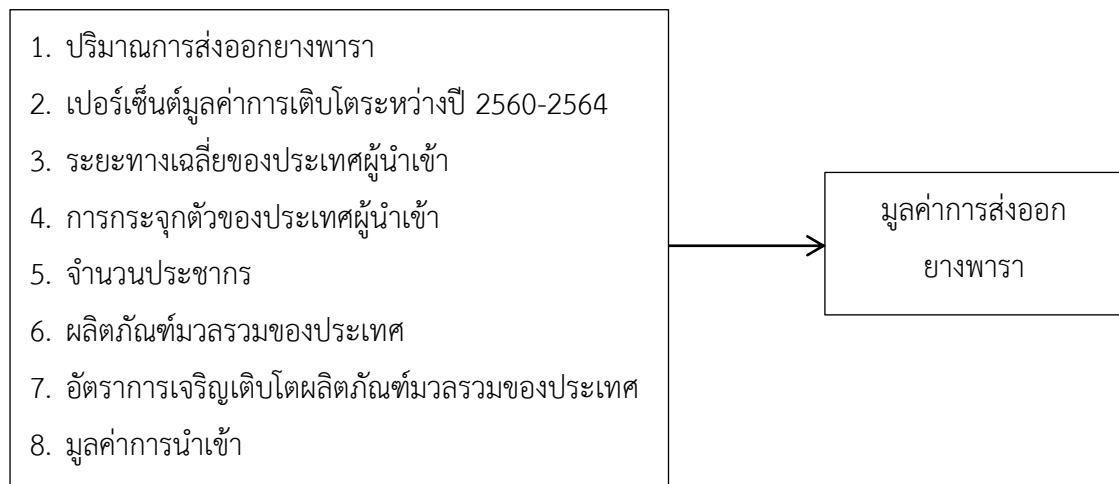 1. ปริมาณการส่งออกยางพารา
2. เปอร์เซ็นต์มูลค่าการเติบโตระหว่างปี 2560-2564
3. ระยะทางเฉลี่ยของประเทศผู้นำเข้า
4. การกระจุกตัวของประเทศผู้นำเข้า
5. จำนวนประชากร
6. ผลิตภัณฑ์มวลรวมของประเทศ
7. อัตราการเจริญเติบโตผลิตภัณฑ์มวลรวมของประเทศ
8. มูลค่าการนำเข้า
มูลค่าการส่งออก
ยางพารา